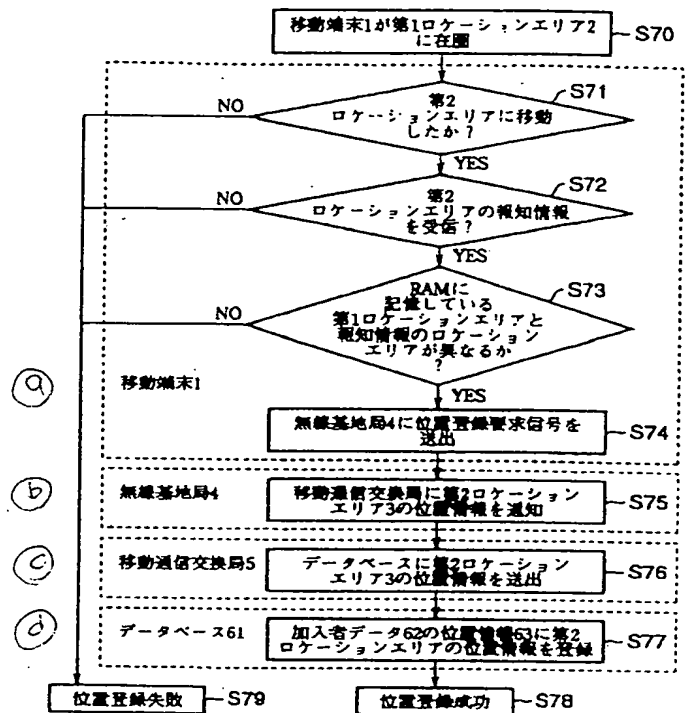 移動端末1が第1ロケーションエリア2
に在圏
S70
S71
第2
ロケーションエリアに移動
したか?
NO
YES
S72
第2
ロケーションエリアの報知情報
を受信?
NO
YES
S73
RAMに
記憶している
第1ロケーションエリアと
報知情報のロケーション
エリアが異なるか
?
NO
YES
a
移動端末1
無線基地局4に位置登録要求信号を
送出
S74
b
無線基地局4
移動通信交換局に第2ロケーション
エリア3の位置情報を通知
S75
c
移動通信交換局5
データベースに第2ロケーション
エリア3の位置情報を送出
S76
d
データベース61
加入者データ62の位置情報63に第2
ロケーションエリアの位置情報を登録
S77
位置登録失敗
S79
位置登録成功
S78